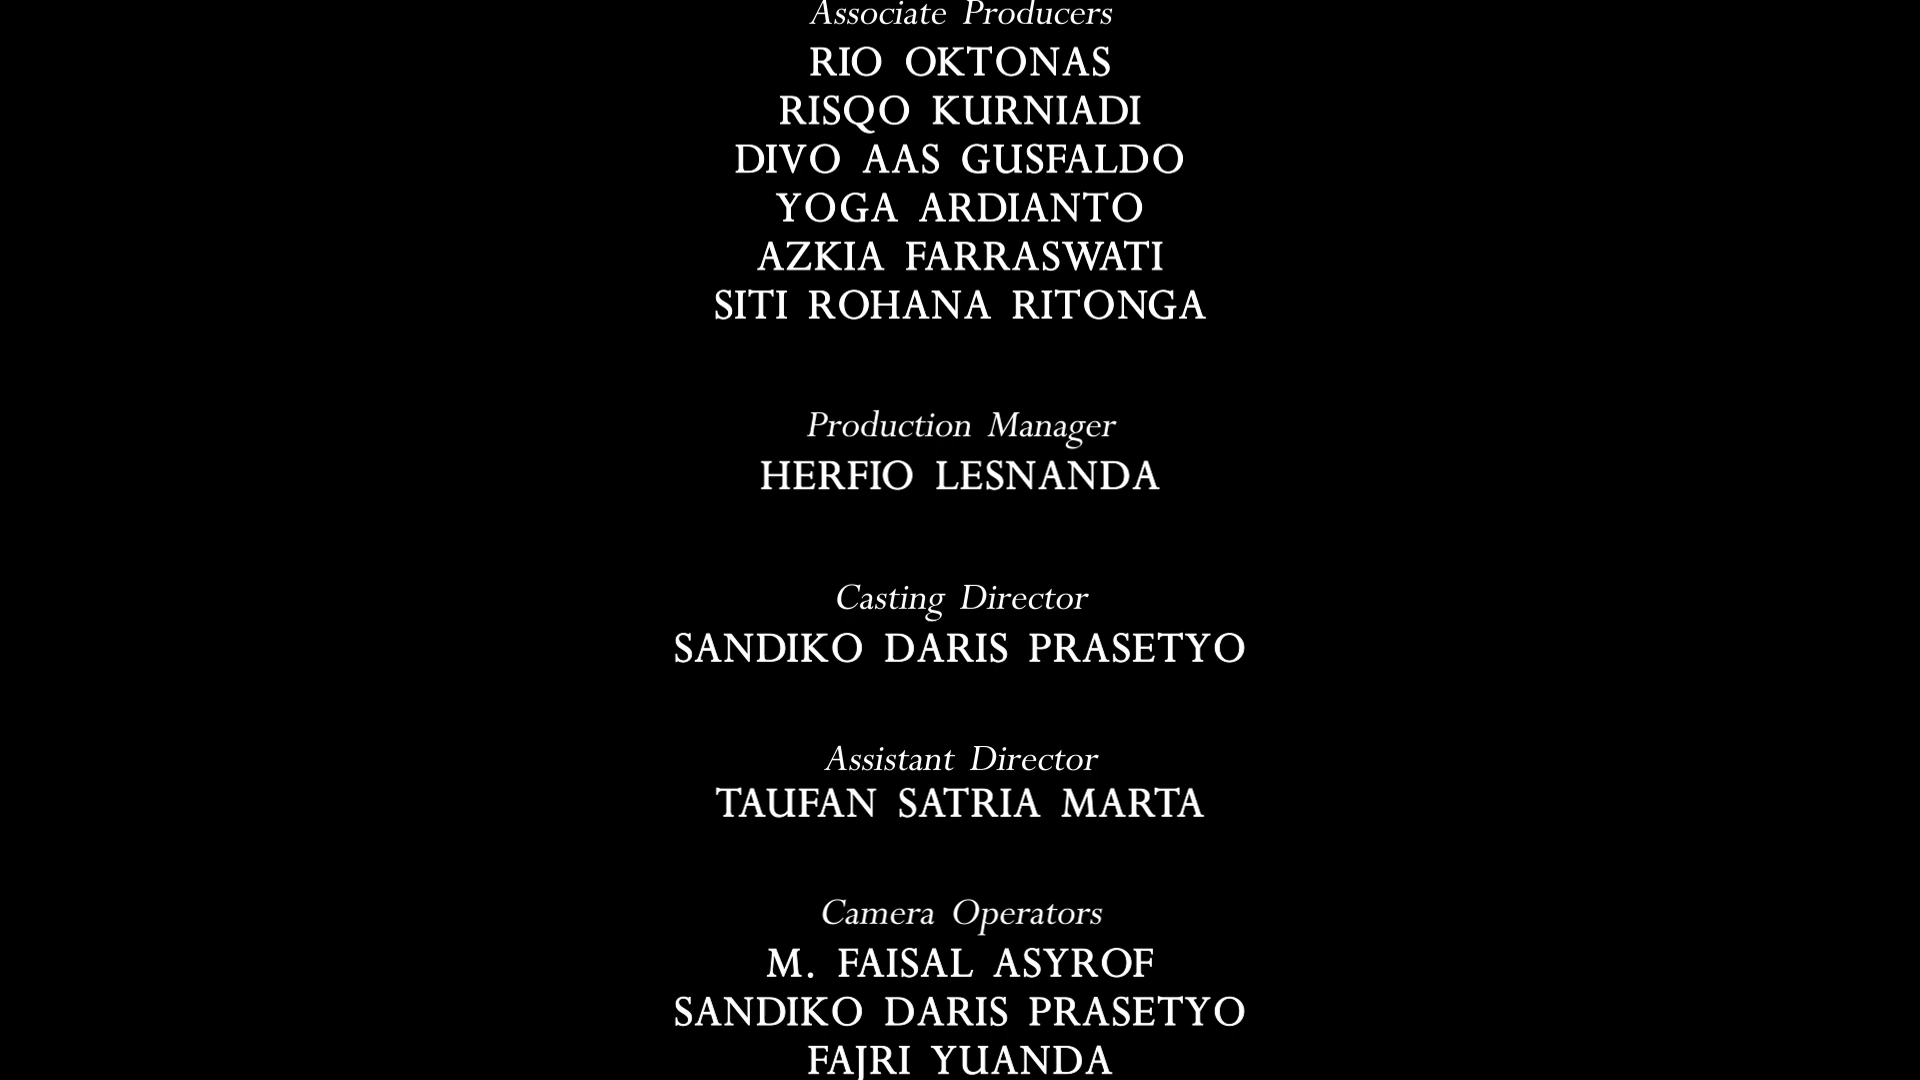 Associate Producers
RIO OKTONAS
RISQO KURNIADI
DIVO AAS GUSFALDO
YOGA ARDIANTO
AZKIA FARRASWATI
SITI ROHANA RITONGA
Production Manager
HERFIO LESNANDA
Casting Director
SANDIKO DARIS PRASETYO
Assistant Director
TAUFAN SATRIA MARTA
Camera Operators
M. FAISAL ASYROF
SANDIKO DARIS PRASETYO
FAJRI YUANDA